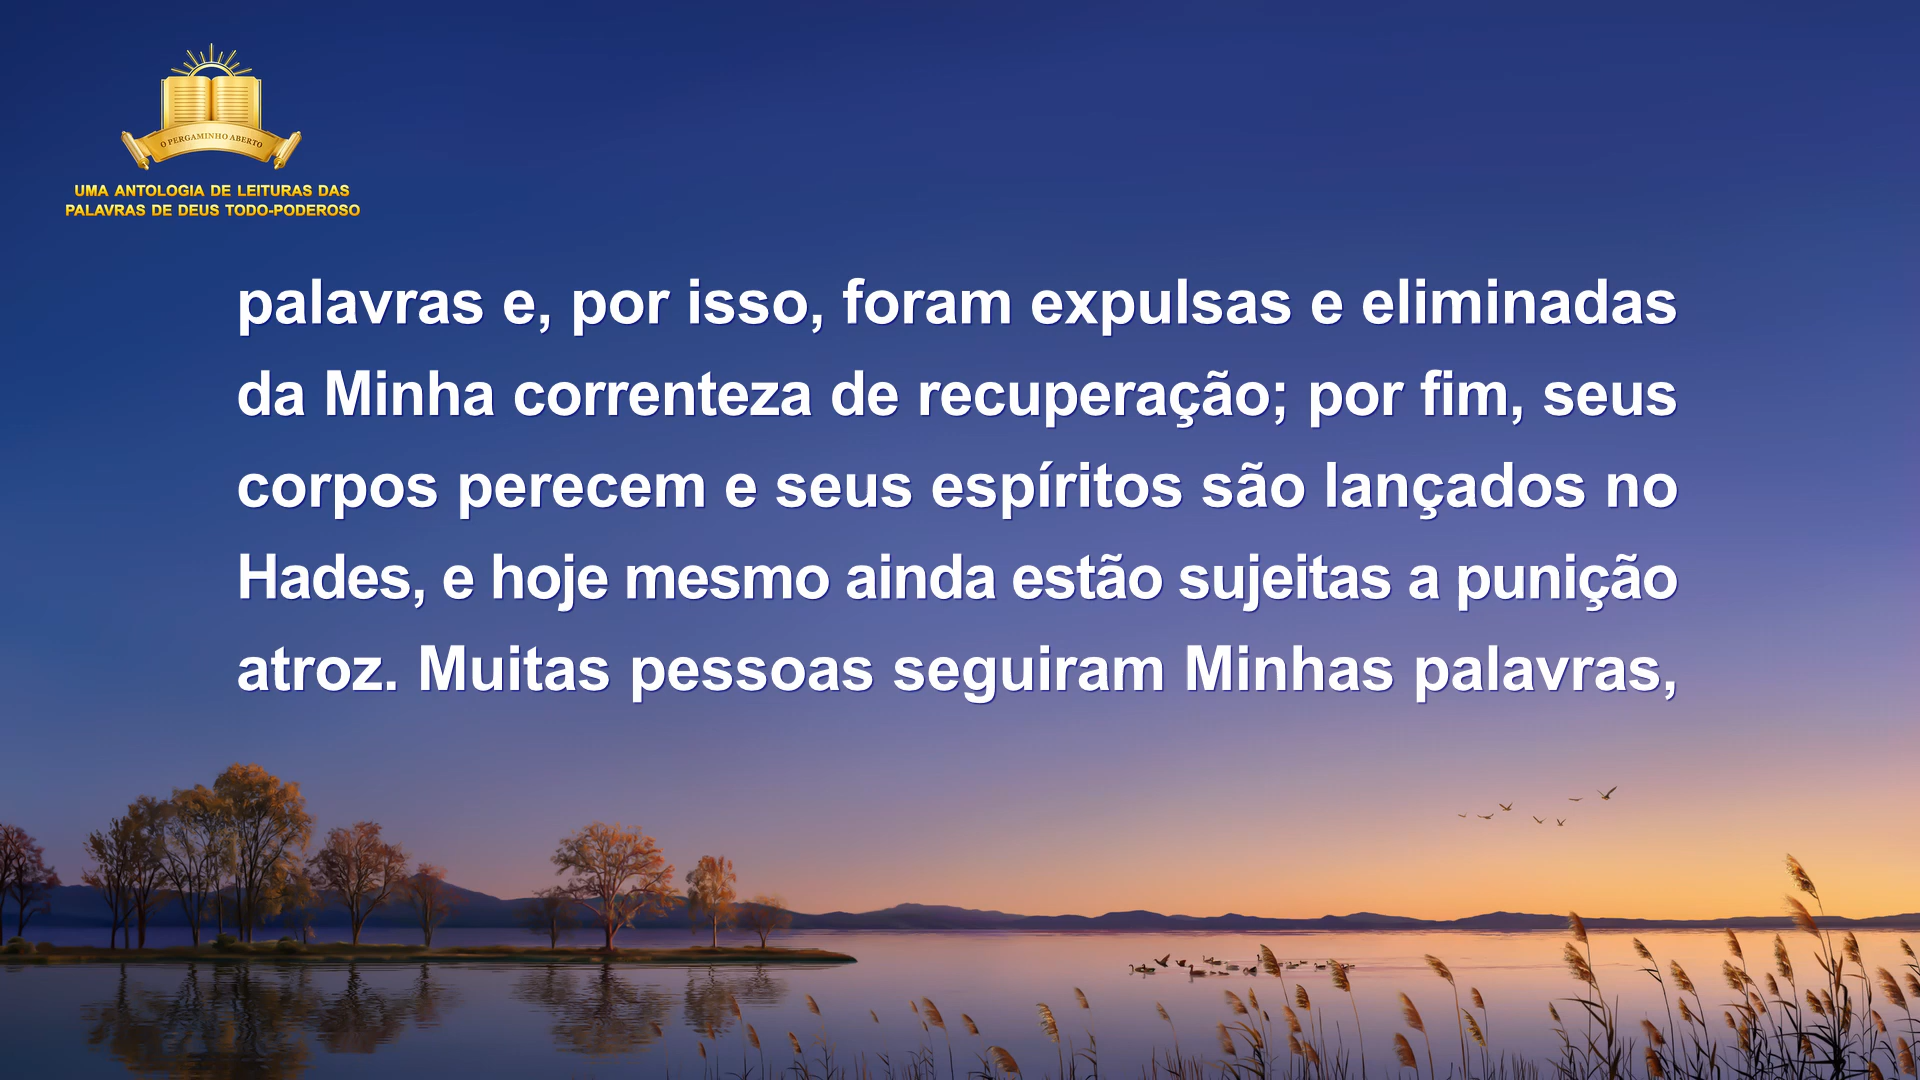 O PERGAMINHO ABERTO
UMA ANTOLOGIA DE LEITURAS DAS
PALAVRAS DE DEUS TODO-PODEROSO
palavras e, por isso, foram expulsas e eliminadas
da Minha correnteza de recuperação; por fim, seus
corpos perecem e seus espíritos são lançados no
Hades, e hoje mesmo ainda estão sujeitas a punição
atroz. Muitas pessoas seguiram Minhas palavras,